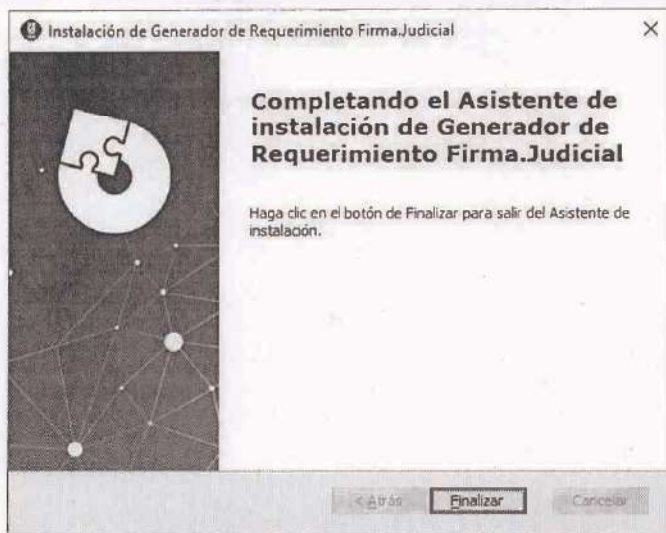 Instalación de Generador de Requerimiento Firma.Judicial
Completando el Asistente de
instalación de Generador de
Requerimiento Firma.Judicial
Haga clic en el botón de Finalizar para salir del Asistente de
instalación.
< Atrás
Finalizar
Cancelar